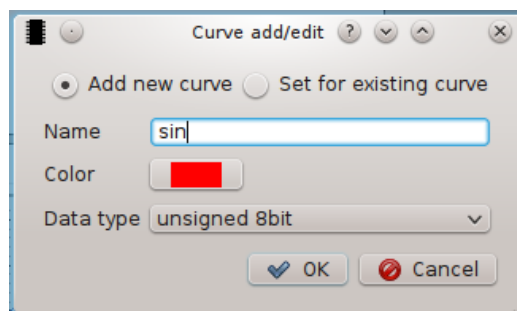 Curve add/edit
Add new curve Set for existing curve
Name sin
Color
Data type unsigned 8bit
OK Cancel